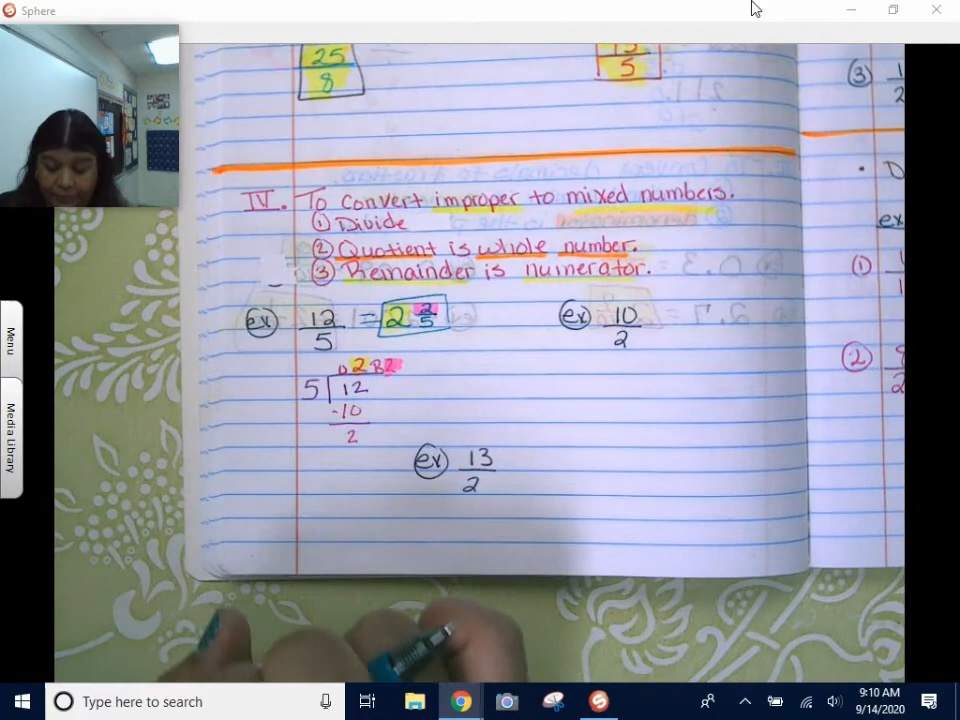 Sphere
25
8
5
3
IV. To convert improper to mixed numbers.
① Divide
② Quotient is whole number.
③ Remainder is numerator.
ex 12/5 = 2 2/5
ex 10/2
ex
①
②
0 2 R2
5 12
-10
2
ex 13/2
Menu
Media Library
Type here to search
9:10 AM
9/14/2020